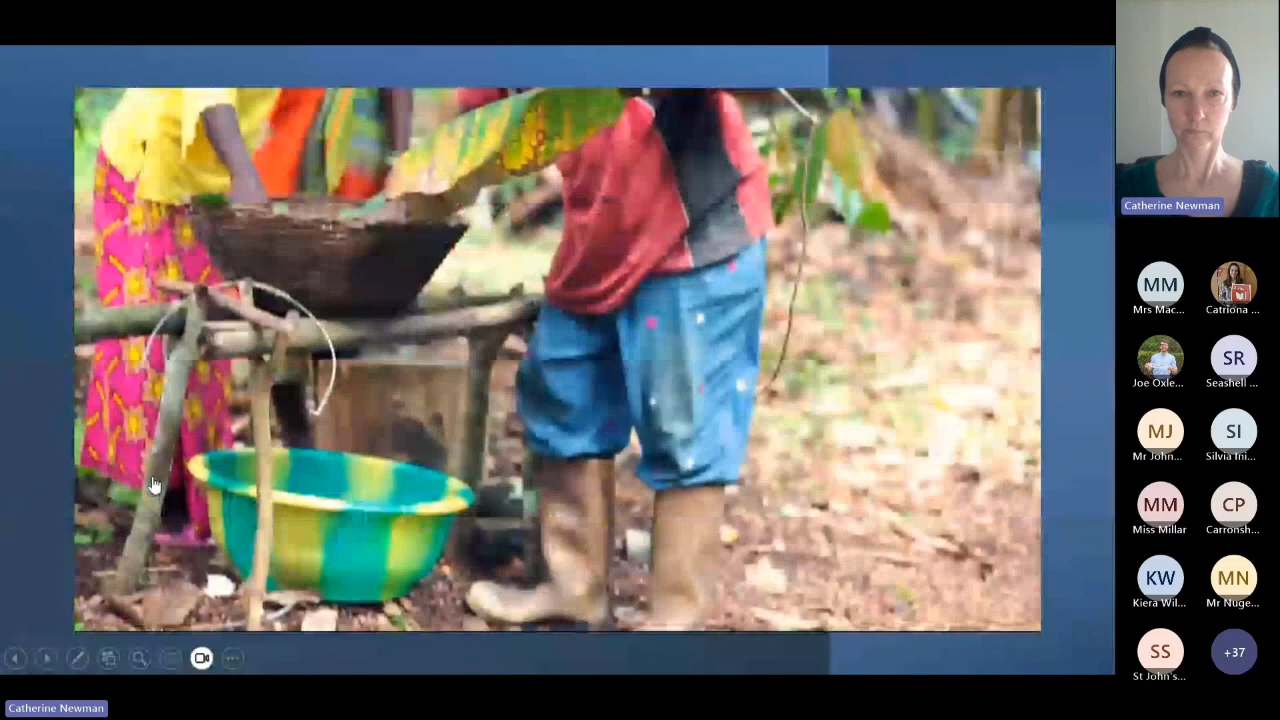 Catherine Newman
MM
Mrs Mac...
Catriona ...
Joe Oxle...
SR
Seashell ...
MJ
Mr John...
SI
Silvia Ini...
MM
Miss Millar
CP
Carronsh...
KW
Kiera Wil...
MN
Mr Nuge...
SS
St John's...
+37
Catherine Newman